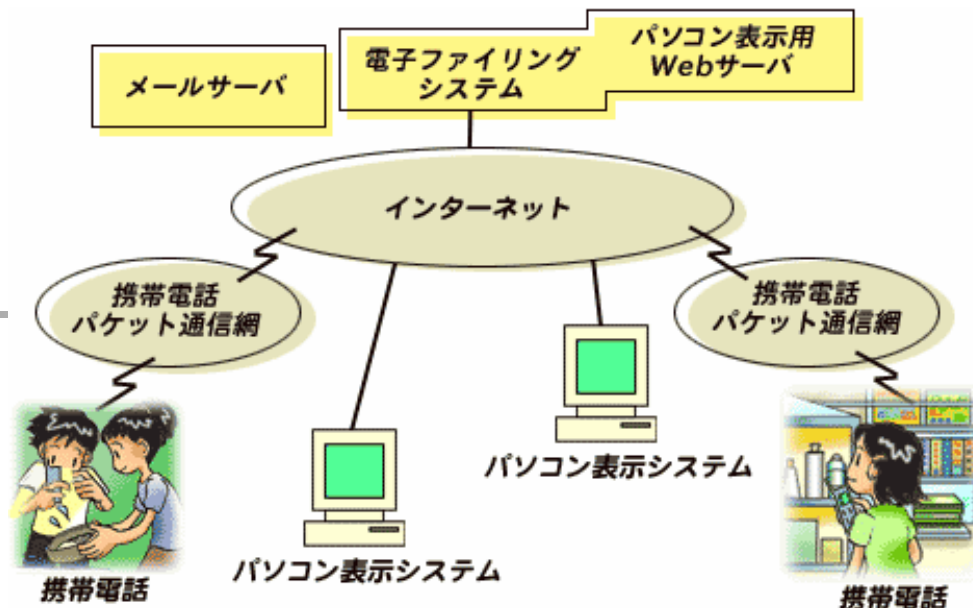 メールサーバ
電子ファイリング
システム
パソコン表示用
Webサーバ
インターネット
携帯電話
パケット通信網
携帯電話
パケット通信網
パソコン表示システム
パソコン表示システム
携帯電話
携帯電話